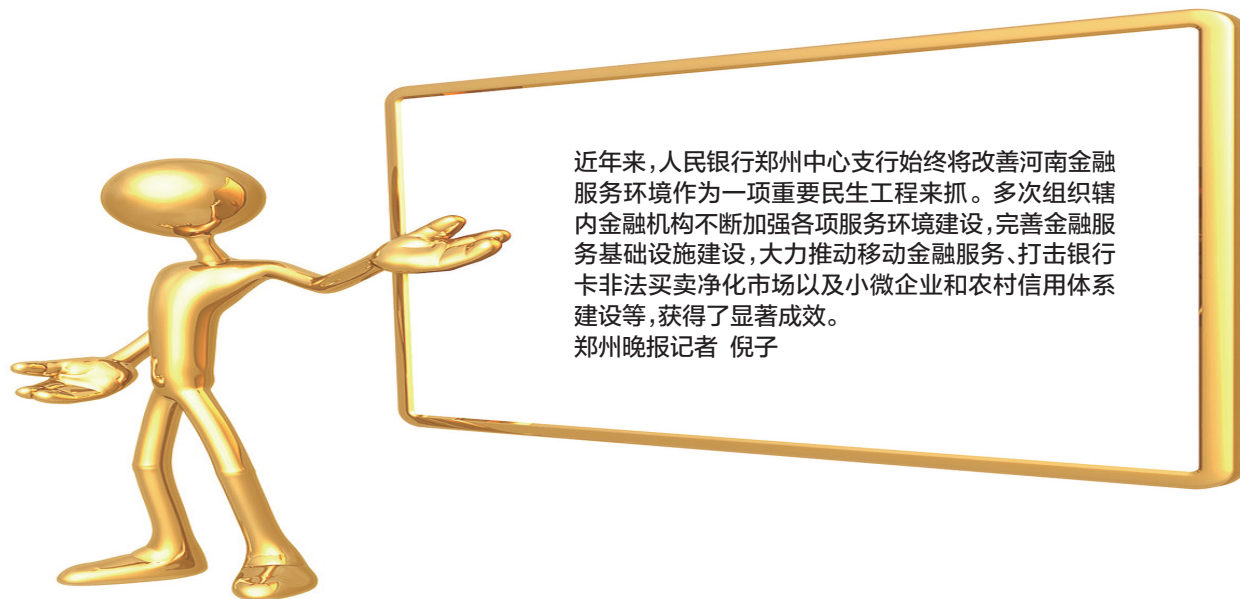 近年来,人民银行郑州中心支行始终将改善河南金融
服务环境作为一项重要民生工程来抓。多次组织辖
内金融机构不断加强各项服务环境建设,完善金融服
务基础设施建设,大力推动移动金融服务、打击银行
卡非法买卖净化市场以及小微企业和农村信用体系
建设等,获得了显著成效。
郑州晚报记者 倪子